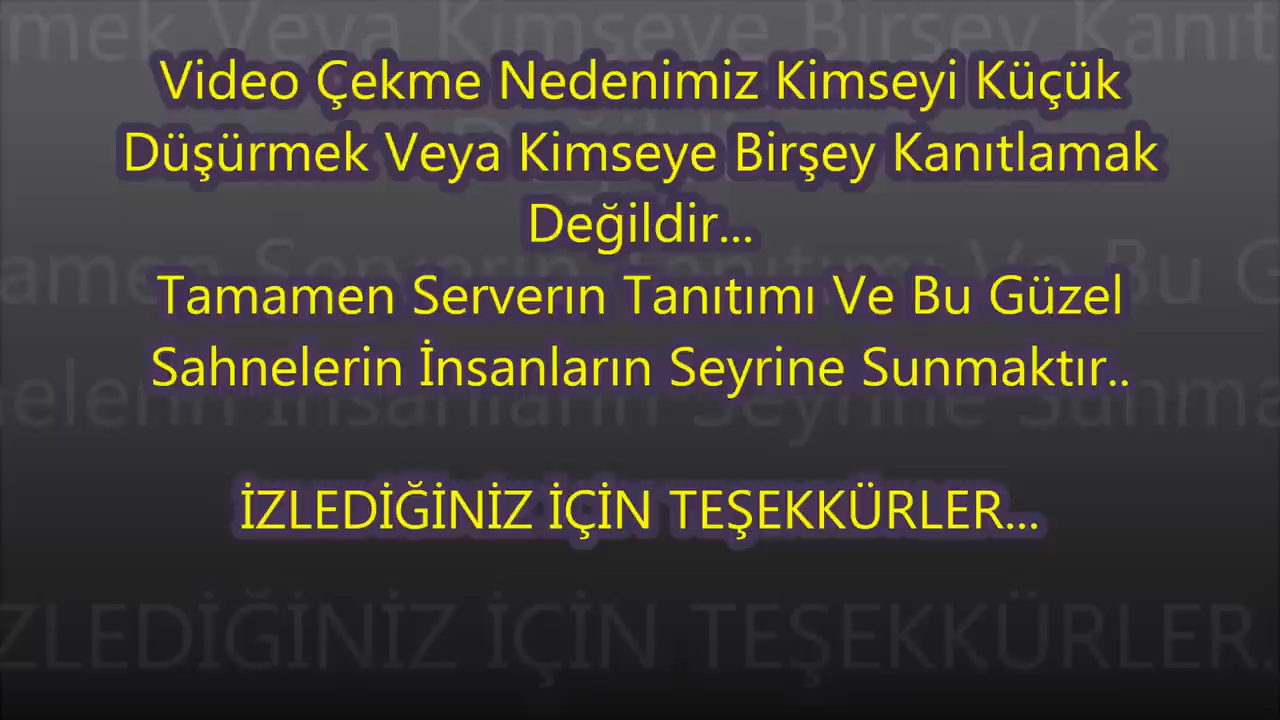 Video Çekme Nedenimiz Kimseyi Küçük
Düşürmek Veya Kimseye Birşey Kanıtlamak
Değildir...
Tamamen Serverın Tanıtımı Ve Bu Güzel
Sahnelerin İnsanların Seyrine Sunmaktır..
İZLEDİĞİNİZ İÇİN TEŞEKKÜRLER...